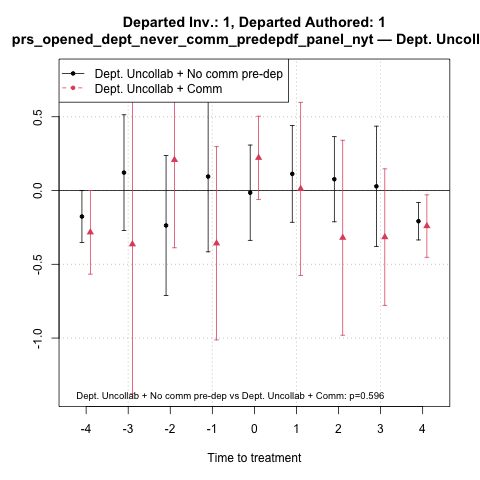 Departed Inv.: 1, Departed Authored: 1
prs_opened_dept_never_comm_predepdf_panel_nyt — Dept. Uncoll
Dept. Uncollab + No comm pre-dep
Dept. Uncollab + Comm
0.5
0.0
-0.5
-1.0
Dept. Uncollab + No comm pre-dep vs Dept. Uncollab + Comm: p=0.596
-4 -3 -2 -1 0 1 2 3 4
Time to treatment